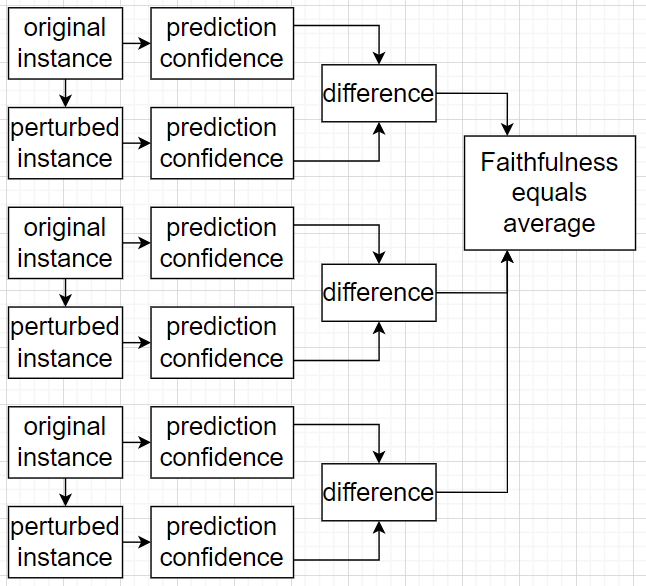 original
instance
prediction
confidence
difference
perturbed
instance
prediction
confidence
Faithfulness
equals
average
original
instance
prediction
confidence
difference
perturbed
instance
prediction
confidence
original
instance
prediction
confidence
difference
perturbed
instance
prediction
confidence